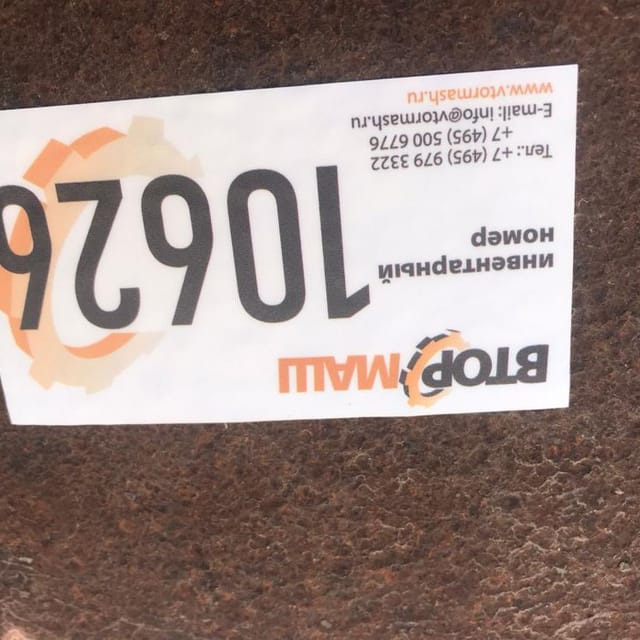 ВТОРМАШ
инвентарный
номер
10626
Тел.: +7 (495) 979 3322
+7 (495) 500 6776
E-mail: info@vtormash.ru
www.vtormash.ru